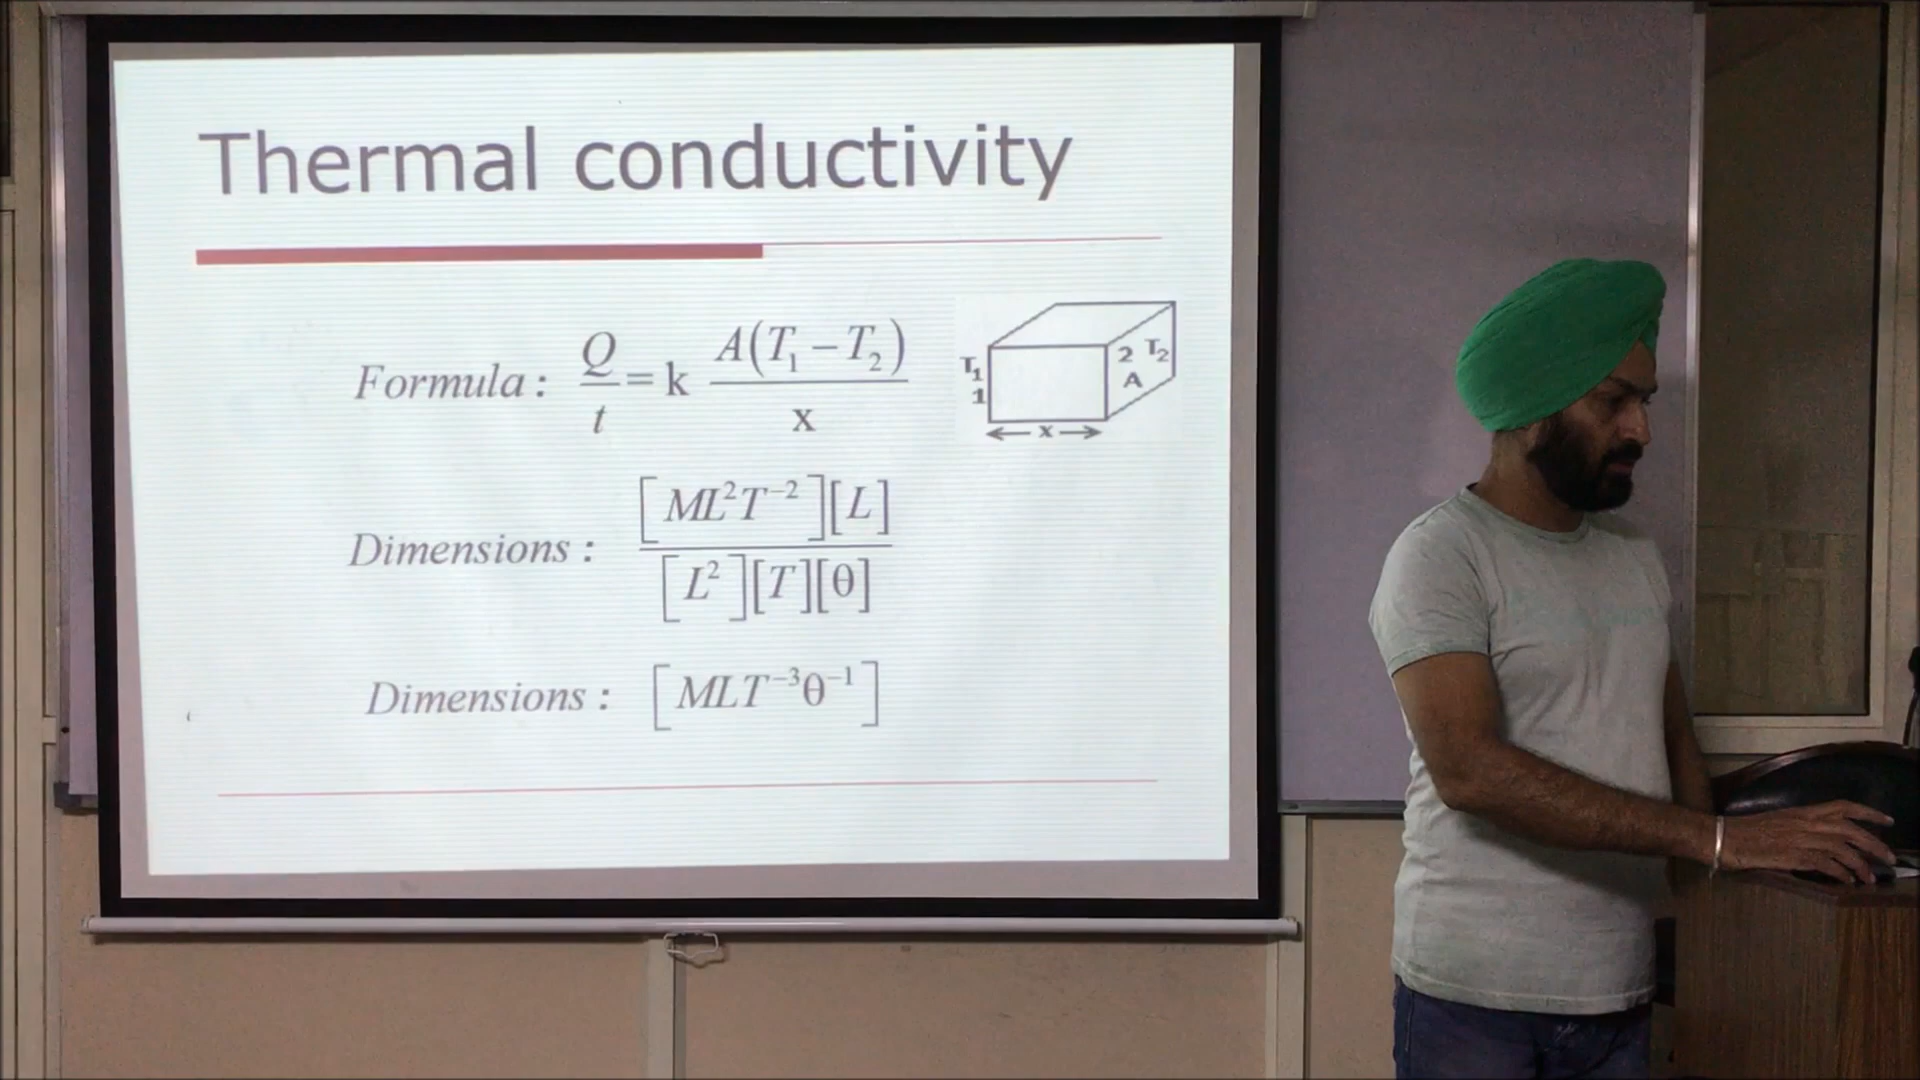 Thermal conductivity
Formula : Q/t = k A(T₁ – T₂)/x
T₁
1
2 T₂
A
x
Dimensions : [ML²T⁻²][L]/[L²][T][θ]
Dimensions : [MLT⁻³θ⁻¹]